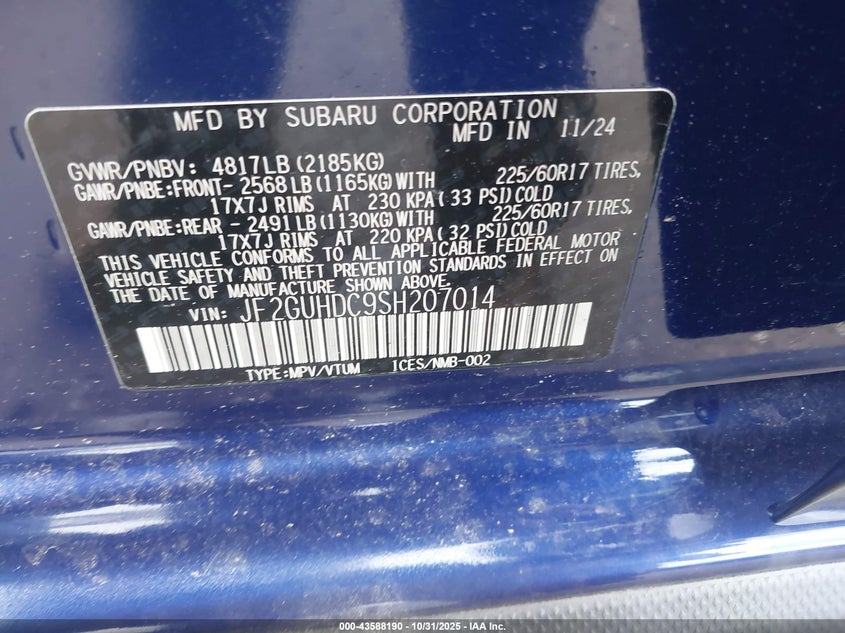 MFD BY SUBARU CORPORATION
MFD IN 11/24
GVWR/PNBV: 4817LB (2185KG)
GAWR/PNBE:FRONT- 2568 LB (1165KG) WITH 225/60R17 TIRES,
17X7J RIMS AT 230 KPA (33 PSI) COLD
GAWR/PNBE:REAR - 2491 LB (1130KG) WITH 225/60R17 TIRES,
17X7J RIMS AT 220 KPA (32 PSI) COLD
THIS VEHICLE CONFORMS TO ALL APPLICABLE FEDERAL MOTOR
VEHICLE SAFETY AND THEFT PREVENTION STANDARDS IN EFFECT ON
THE DATE OF MANUFACTURE SHOWN ABOVE.
VIN: JF2GUHDC9SH207014
TYPE:MPV/VTUM ICES/NMB-002
000-43588190 - 10/31/2025 - IAA Inc.